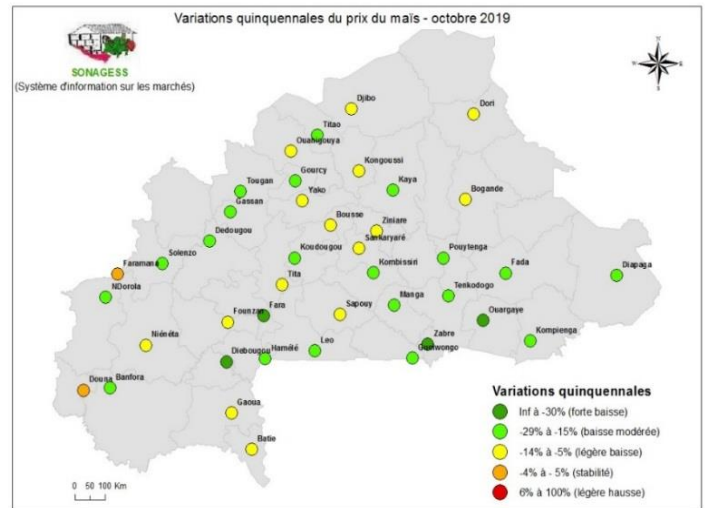 Variations quinquennales du prix du maïs - octobre 2019
SONAGESS
(Système d'information sur les marchés)
Djibo
Dori
Titao
Ouahigouya
Kongoussi
Tougan
Gourcy
Kaya
Yako
Bogande
Gassan
Bousse
Ziniare
Dedougou
Sankaryaré
Solenzo
Koudougou
Pouytenga
Faramana
Kombissiri
Fada
Diapaga
Tita
NDorola
Tenkodogo
Manga
Founzan
Fara
Sapouy
Ouargaye
Niénéta
Zabre
Kompienga
Leo
Diebougou
Hamélé
Guelwongo
Douna
Banfora
Gaoua
Batie
Variations quinquennales
Inf à -30% (forte baisse)
-29% à -15% (baisse modérée)
-14% à -5% (légère baisse)
-4% à - 5% (stabilité)
6% à 100% (légère hausse)
0 50 100 Km